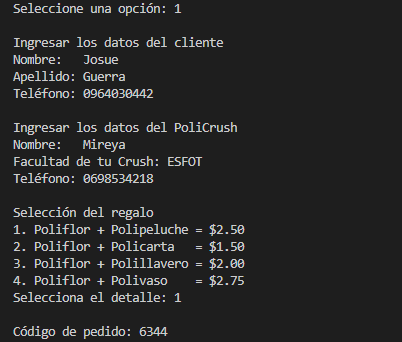 Seleccione una opción: 1
Ingresar los datos del cliente
Nombre:   Josue
Apellido: Guerra
Teléfono: 0964030442
Ingresar los datos del PoliCrush
Nombre:   Mireya
Facultad de tu Crush: ESFOT
Teléfono: 0698534218
Selección del regalo
1. Poliflor + Polipeluche = $2.50
2. Poliflor + Policarta   = $1.50
3. Poliflor + Polillavero = $2.00
4. Poliflor + Polivaso    = $2.75
Selecciona el detalle: 1
Código de pedido: 6344